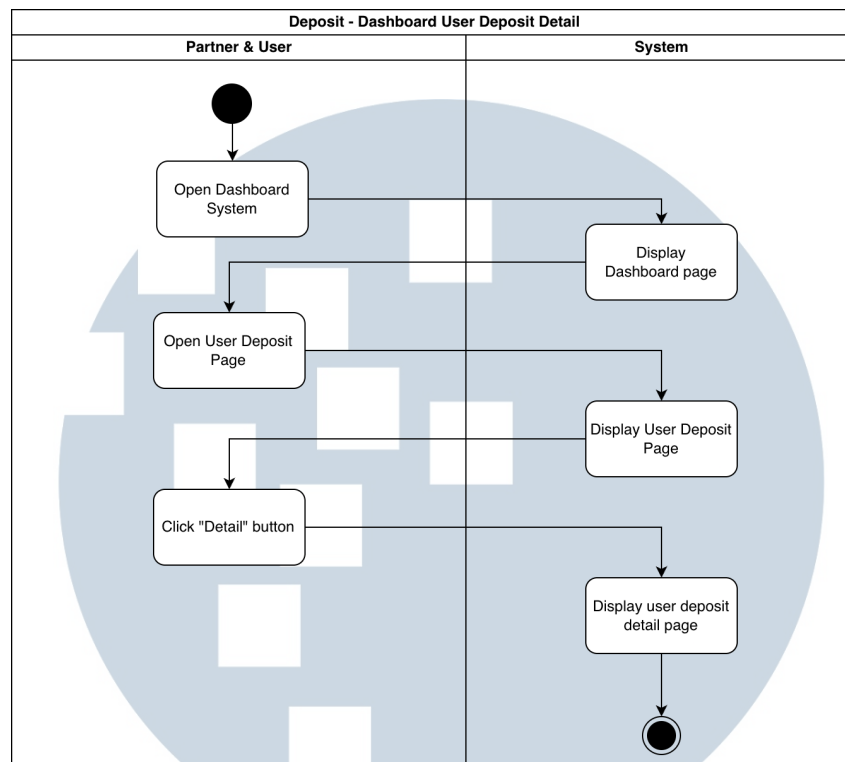 Deposit - Dashboard User Deposit Detail
Partner & User
System
Open Dashboard
System
Display
Dashboard page
Open User Deposit
Page
Display User Deposit
Page
Click "Detail" button
Display user deposit
detail page